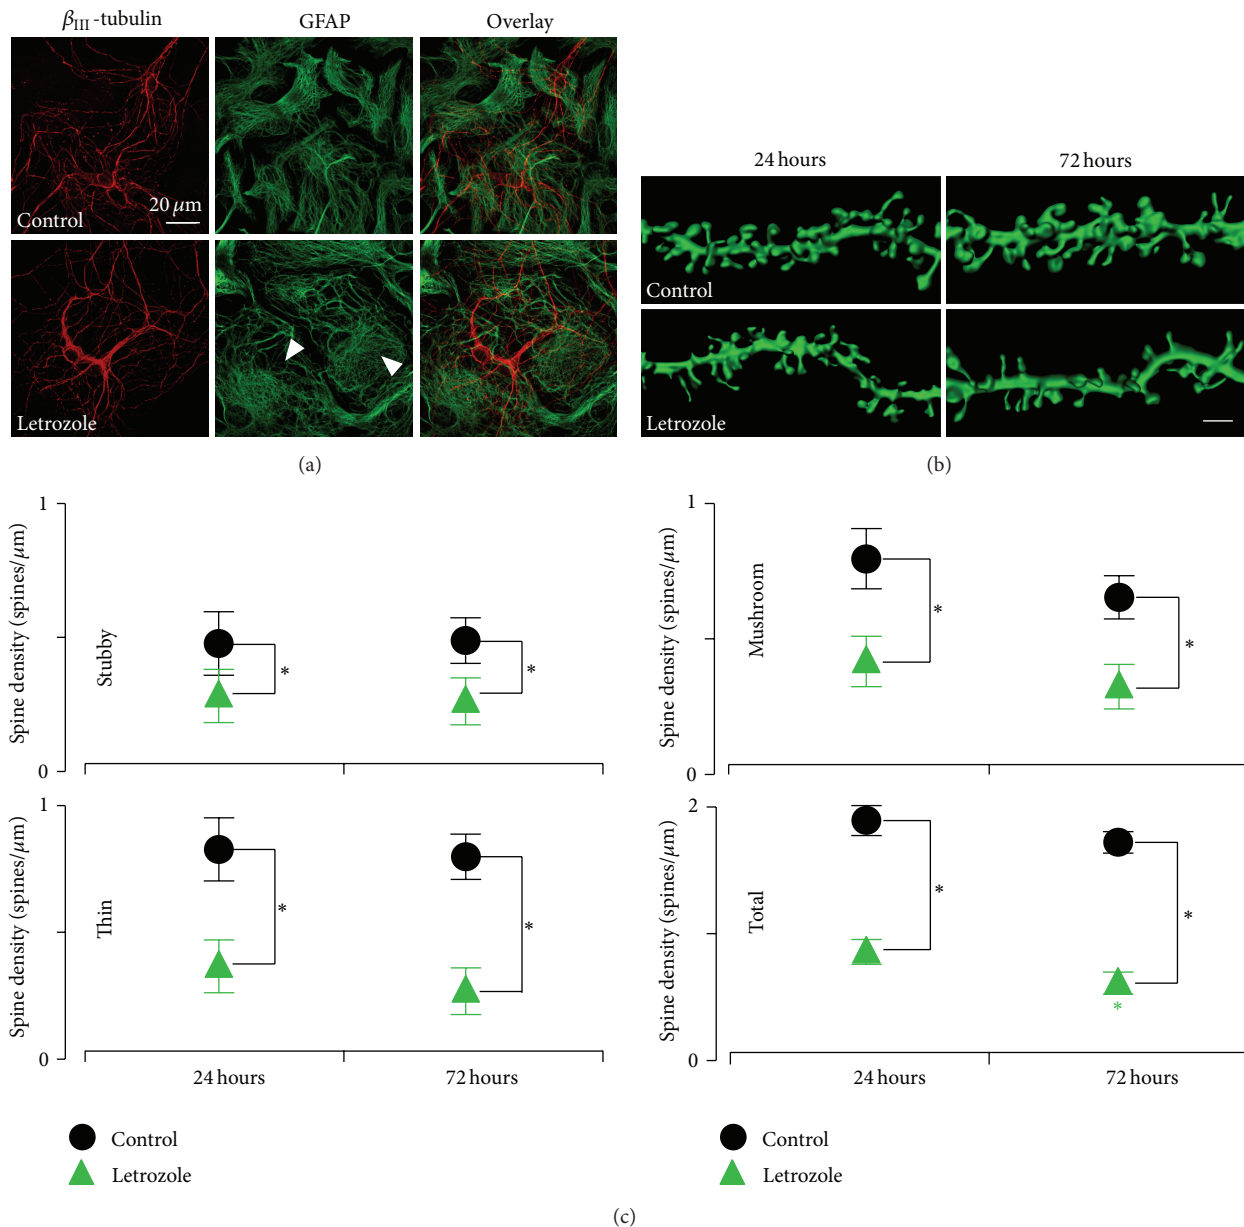 β_III-tubulin
GFAP
Overlay
Control
20 μm
Letrozole
(a)
24 hours
72 hours
Control
Letrozole
(b)
1
0
Spine density (spines/μm)
Stubby
*
*
1
0
Spine density (spines/μm)
Mushroom
*
*
1
0
Spine density (spines/μm)
Thin
*
*
24 hours
72 hours
2
0
Spine density (spines/μm)
Total
*
*
*
24 hours
72 hours
Control
Letrozole
Control
Letrozole
(c)